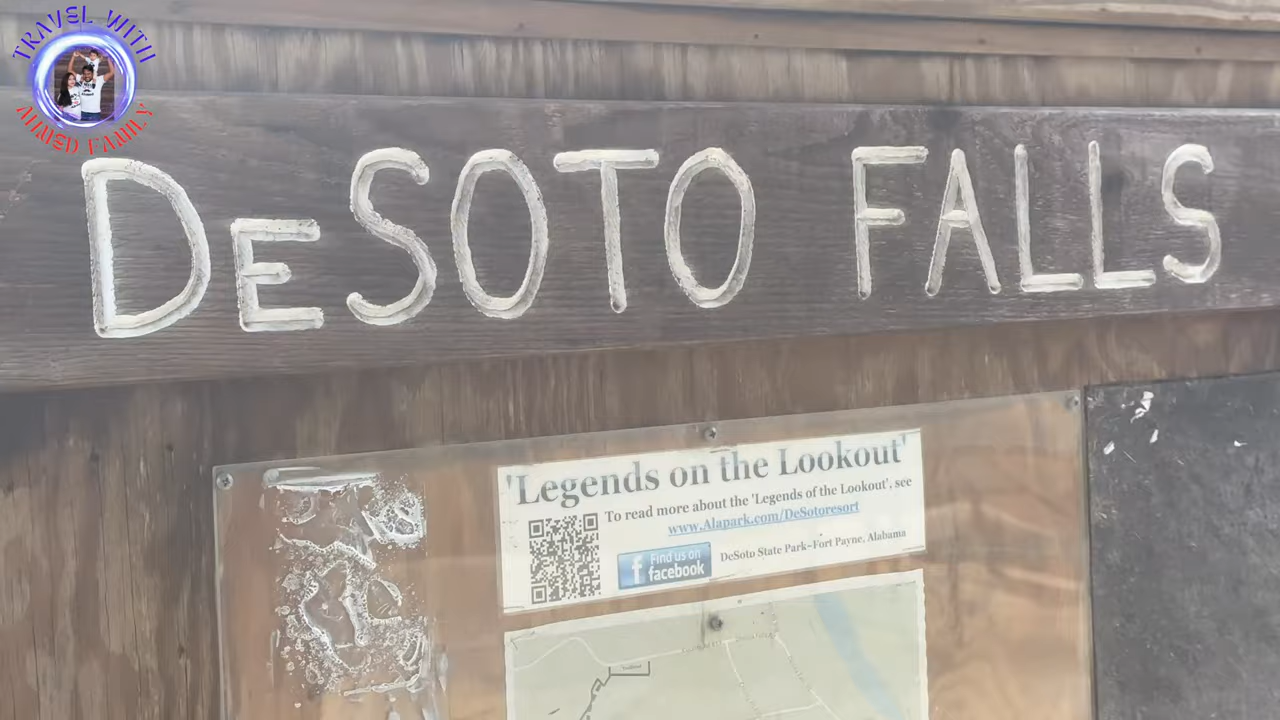 TRAVEL WITH
AHMED FAMILY
DeSOTO FALLS
'Legends on the Lookout'
To read more about the 'Legends of the Lookout', see
www.Alapark.com/DeSotoresort
Find us on
facebook
DeSoto State Park~Fort Payne, Alabama